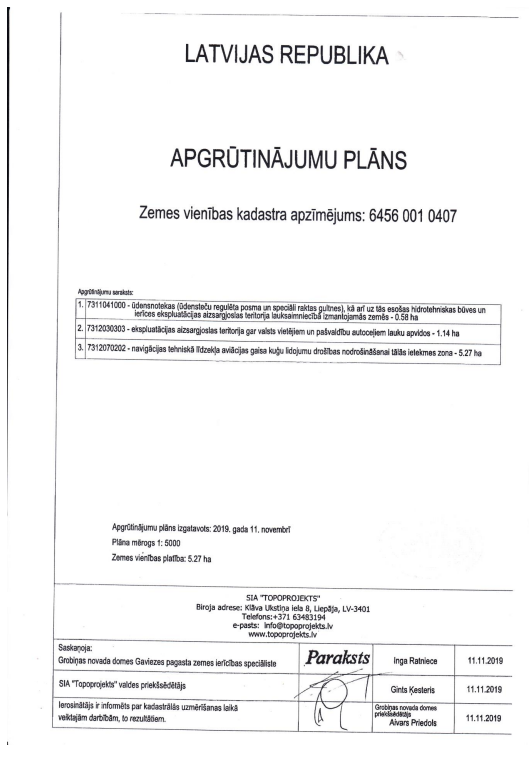 LATVIJAS REPUBLIKA
APGRŪTINĀJUMU PLĀNS
Zemes vienības kadastra apzīmējums: 6456 001 0407
Apgrūtinājumu saraksts:
1. 7311041000 - ūdensnotekas (ūdensteču regulēta posma un speciāli raktas gultnes), kā arī uz tās esošas hidrotehniskas būves un
ierīces ekspluatācijas aizsargjoslas teritorija lauksaimniecībā izmantojamās zemēs - 0.58 ha
2. 7312030303 - ekspluatācijas aizsargjoslas teritorija gar valsts vietējiem un pašvaldību autoceļiem lauku apvidos - 1.14 ha
3. 7312070202 - navigācijas tehniskā līdzekļa aviācijas gaisa kuģu lidojumu drošības nodrošināšanai tālās ietekmes zona - 5.27 ha
Apgrūtinājumu plāns izgatavots: 2019. gada 11. novembrī
Plāna mērogs 1: 5000
Zemes vienības platība: 5.27 ha
SIA "TOPOPROJEKTS"
Biroja adrese: Klāva Ukstiņa iela 8, Liepāja, LV-3401
Telefons:+371 63483194
e-pasts: info@topoprojekts.lv
www.topoprojekts.lv
Saskaņoja:
Grobiņas novada domes Gaviezes pagasta zemes ierīcības speciāliste
Paraksts
Inga Ratniece
11.11.2019
SIA "Topoprojekts" valdes priekšsēdētājs
Gints Ķesteris
11.11.2019
Ierosinātājs ir informēts par kadastrālās uzmērīšanas laikā
veiktajām darbībām, to rezultātiem.
Grobiņas novada domes
priekšsēdētājs
Aivars Priedols
11.11.2019